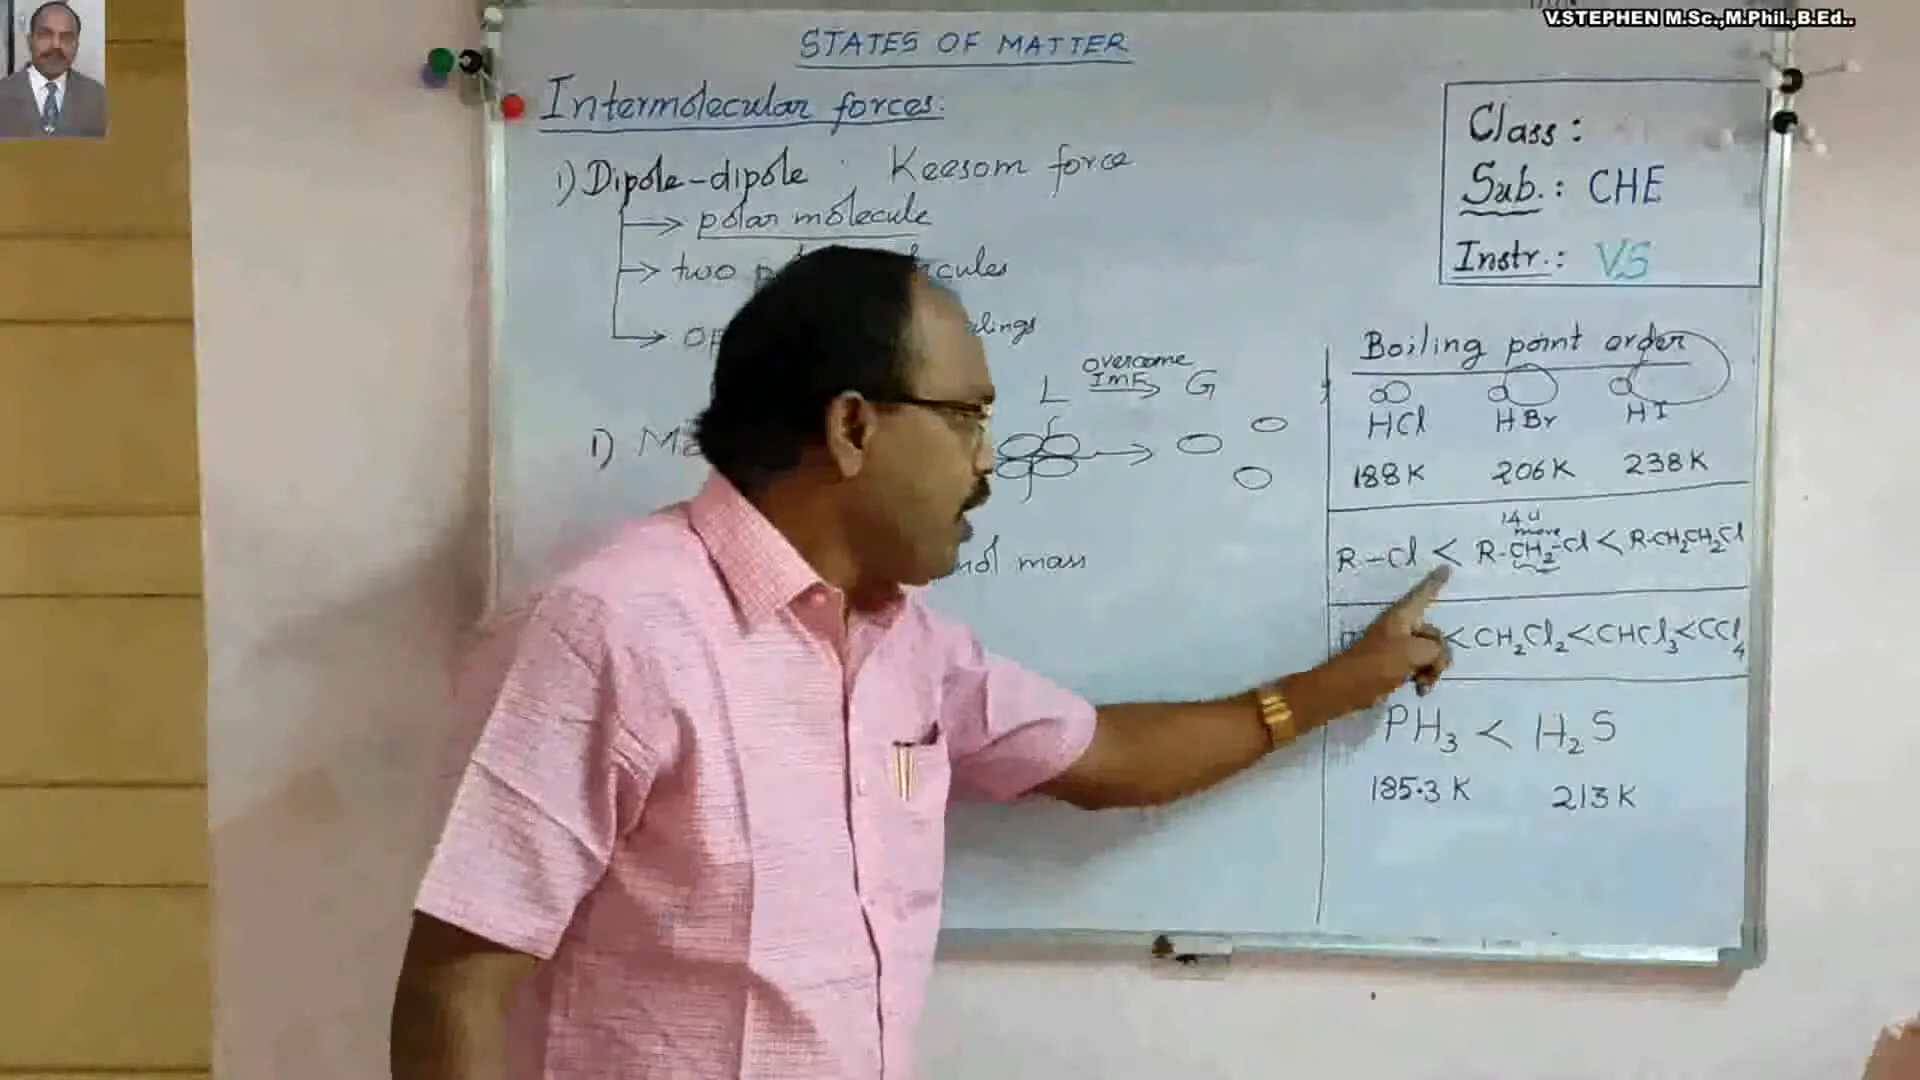 V.STEPHEN M.Sc.,M.Phil.,B.Ed..
STATES OF MATTER
Intermolecular forces:
1) Dipole-dipole : Keesom force
→ polar molecule
→ two
→
L overcome IMF → G
1)
mol mass
Class :
Sub. : CHE
Instr. : VS
Boiling point order
HCl HBr HI
188 K 206 K 238 K
14u
more
R-Cl < R-CH₂-Cl < R-CH₂CH₂Cl
< CH₂Cl₂ < CHCl₃ < CCl₄
PH₃ < H₂S
185.3 K 213 K